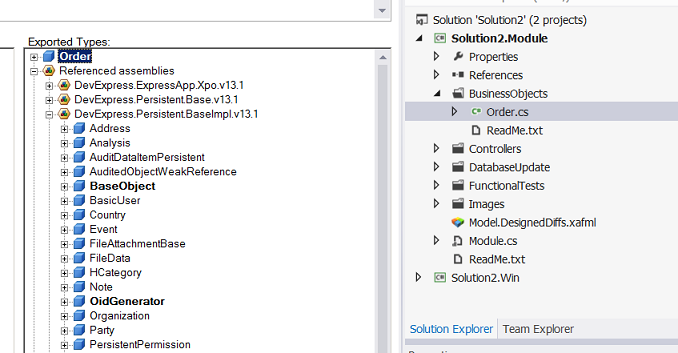 Exported Types:
Order
Referenced assemblies
DevExpress.ExpressApp.Xpo.v13.1
DevExpress.Persistent.Base.v13.1
DevExpress.Persistent.BaseImpl.v13.1
Address
Analysis
AuditDataItemPersistent
AuditedObjectWeakReference
BaseObject
BasicUser
Country
Event
FileAttachmentBase
FileData
HCategory
Note
OidGenerator
Organization
Party
PersistentPermission
Solution 'Solution2' (2 projects)
Solution2.Module
Properties
References
BusinessObjects
Order.cs
ReadMe.txt
Controllers
DatabaseUpdate
FunctionalTests
Images
Model.DesignedDiffs.xafml
Module.cs
ReadMe.txt
Solution2.Win
Solution Explorer Team Explorer